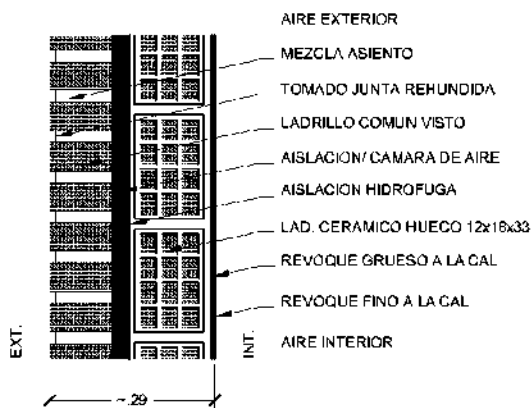 AIRE EXTERIOR
MEZCLA ASIENTO
TOMADO JUNTA REHUNDIDA
LADRILLO COMUN VISTO
AISLACION/ CAMARA DE AIRE
AISLACION HIDROFUGA
LAD. CERAMICO HUECO 12x18x33
REVOQUE GRUESO A LA CAL
REVOQUE FINO A LA CAL
AIRE INTERIOR
EXT.
INT.
~.29